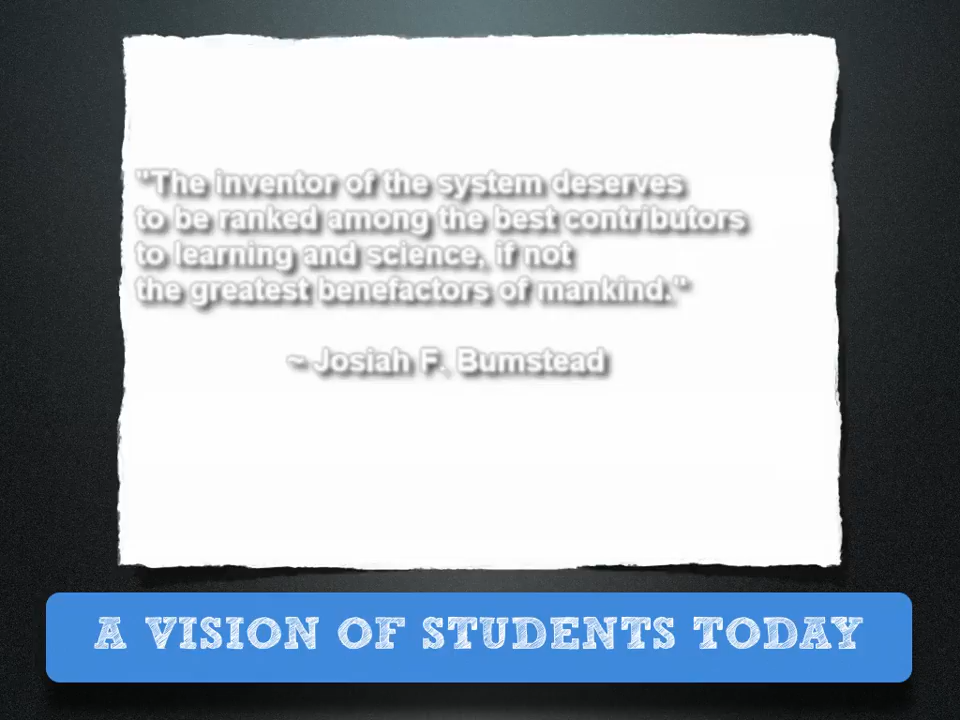 "The inventor of the system deserves
to be ranked among the best contributors
to learning and science, if not
the greatest benefactors of mankind."
~ Josiah F. Bumstead
A VISION OF STUDENTS TODAY